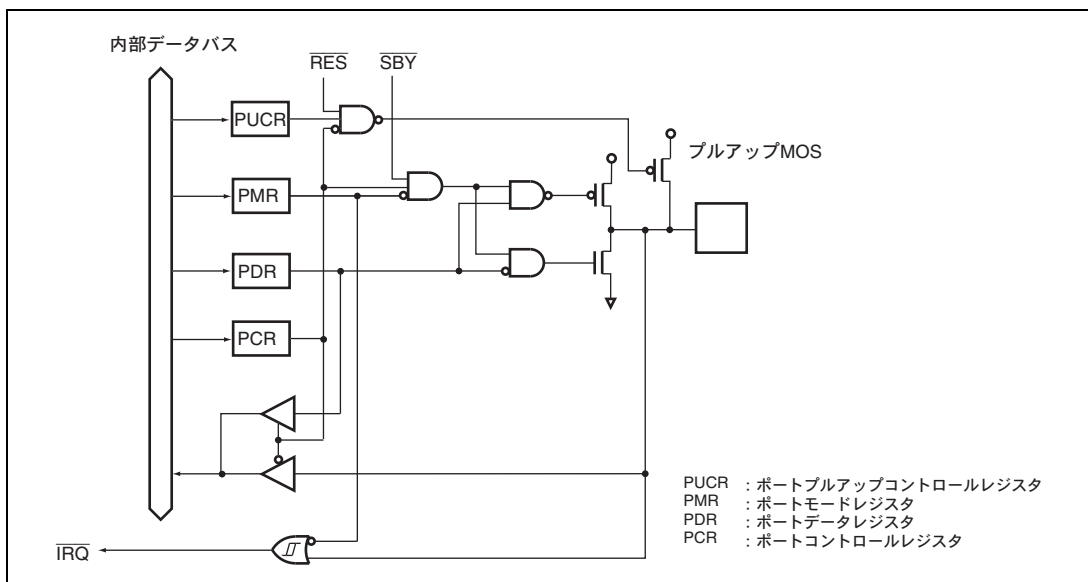 内部データバス
RES
SBY
PUCR
プルアップMOS
PMR
PDR
PCR
PUCR : ポートプルアップコントロールレジスタ
PMR : ポートモードレジスタ
PDR : ポートデータレジスタ
PCR : ポートコントロールレジスタ
IRQ